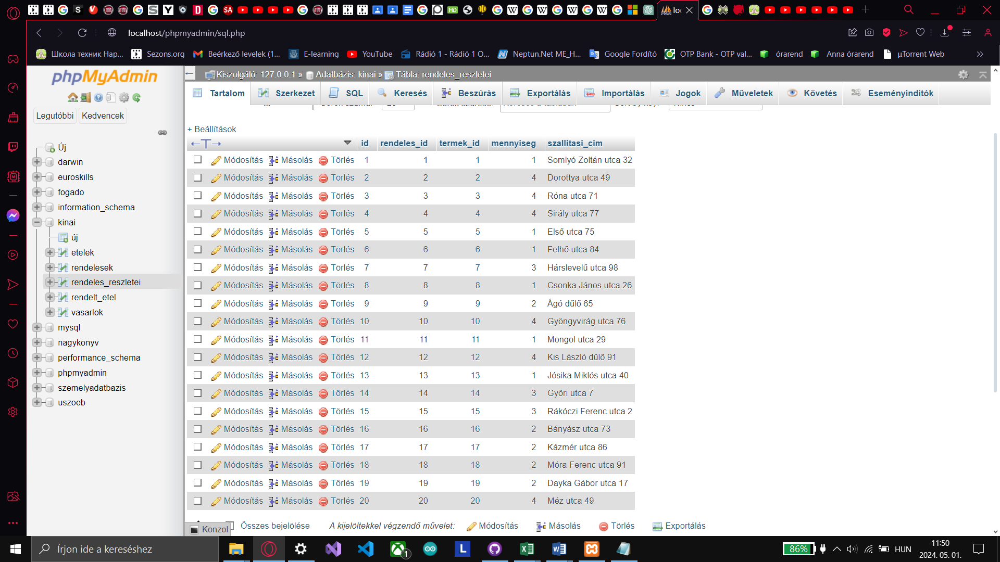 lo
localhost/phpmyadmin/sql.php
Школа техник Нар... Sezons.org Beérkező levelek (1... E-learning YouTube Rádió 1 - Rádió 1 O... Neptun.Net ME_H... Google Fordító OTP Bank - OTP val... órarend Anna órarend µTorrent Web
phpMyAdmin
Legutóbbi Kedvencek
Új
darwin
euroskills
fogado
information_schema
kinai
új
etelek
rendelesek
rendeles_reszletei
rendelt_etel
vasarlok
mysql
nagykonyv
performance_schema
phpmyadmin
szemelyadatbazis
uszoeb
Kiszolgáló: 127.0.0.1 » Adatbázis: kinai » Tábla: rendeles_reszletei
Tartalom Szerkezet SQL Keresés Beszúrás Exportálás Importálás Jogok Műveletek Követés Eseményindítók
+ Beállítások
id rendeles_id termek_id mennyiseg szallitasi_cim
Módosítás Másolás Törlés 1 1 1 1 Somlyó Zoltán utca 32
Módosítás Másolás Törlés 2 2 2 4 Dorottya utca 49
Módosítás Másolás Törlés 3 3 3 4 Róna utca 71
Módosítás Másolás Törlés 4 4 4 4 Sirály utca 77
Módosítás Másolás Törlés 5 5 5 1 Első utca 75
Módosítás Másolás Törlés 6 6 6 1 Felhő utca 84
Módosítás Másolás Törlés 7 7 7 3 Hárslevelű utca 98
Módosítás Másolás Törlés 8 8 8 1 Csonka János utca 26
Módosítás Másolás Törlés 9 9 9 2 Ágó dűlő 65
Módosítás Másolás Törlés 10 10 10 4 Gyöngyvirág utca 76
Módosítás Másolás Törlés 11 11 11 1 Mongol utca 29
Módosítás Másolás Törlés 12 12 12 4 Kis László dűlő 91
Módosítás Másolás Törlés 13 13 13 1 Jósika Miklós utca 40
Módosítás Másolás Törlés 14 14 14 3 Győri utca 7
Módosítás Másolás Törlés 15 15 15 3 Rákóczi Ferenc utca 2
Módosítás Másolás Törlés 16 16 16 2 Bányász utca 73
Módosítás Másolás Törlés 17 17 17 2 Kázmér utca 86
Módosítás Másolás Törlés 18 18 18 2 Móra Ferenc utca 91
Módosítás Másolás Törlés 19 19 19 2 Dayka Gábor utca 17
Módosítás Másolás Törlés 20 20 20 4 Méz utca 49
Összes bejelölése A kijelöltekkel végzendő művelet: Módosítás Másolás Törlés Exportálás
Konzol
Írjon ide a kereséshez
1
86%
HUN
11:50
2024. 05. 01.